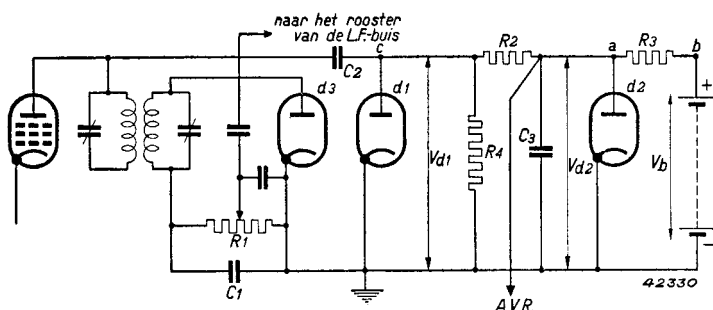 naar het rooster
van de L.F.-buis
c
C2
d3
d1
R2
a
R3
b
d2
+
Vd1
R4
C3
Vd2
Vb
R1
C1
AVR
-
42330